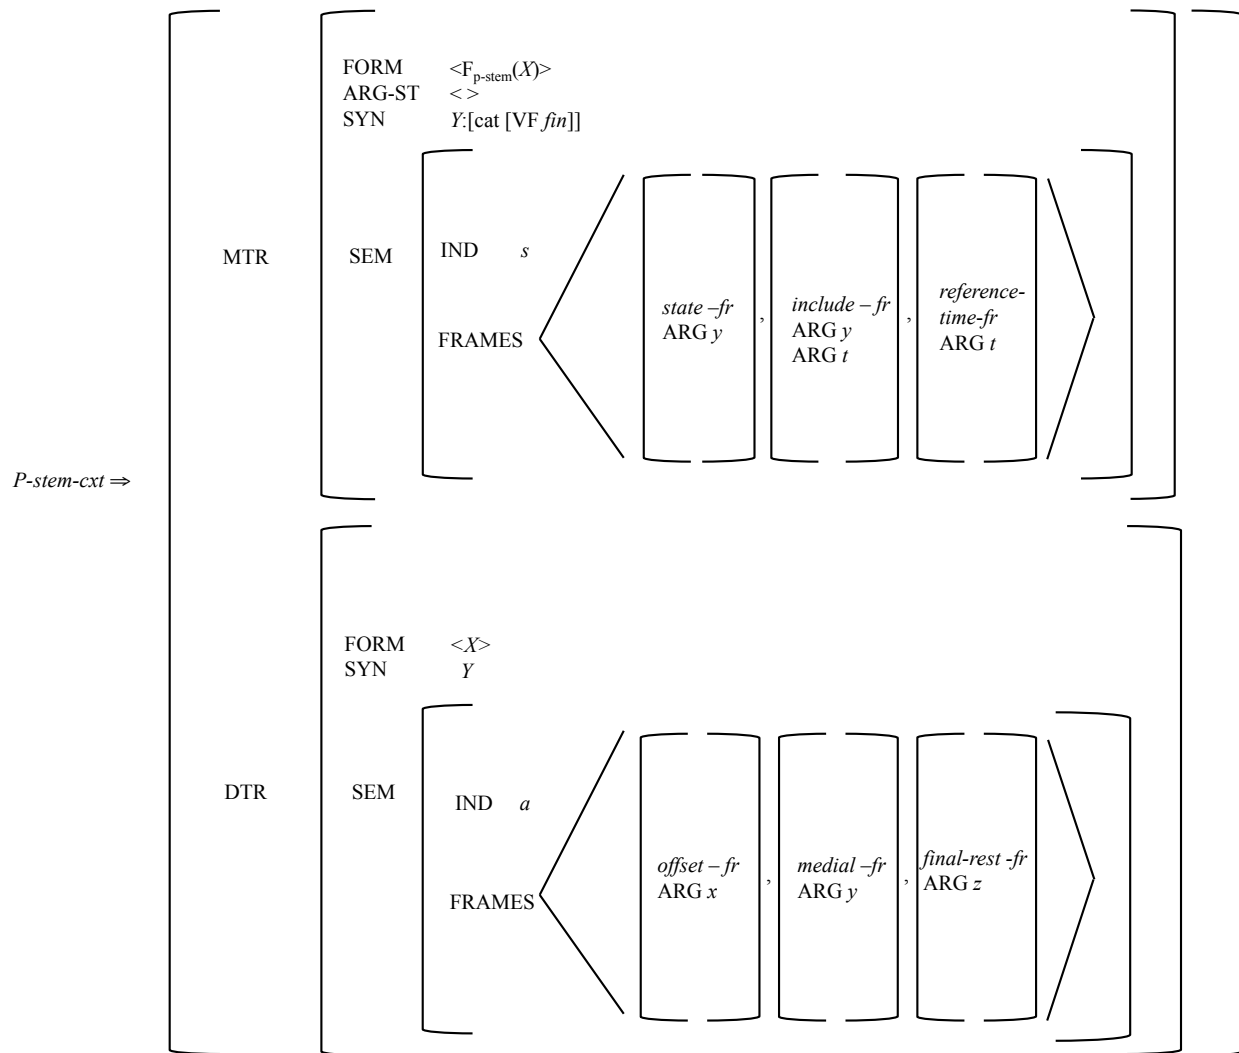 FORM <F_p-stem(X)>
ARG-ST < >
SYN Y:[cat [VF fin]]
MTR SEM IND s
FRAMES
state –fr
ARG y
,
include – fr
ARG y
ARG t
,
reference-
time-fr
ARG t
P-stem-cxt ⇒
FORM <X>
SYN Y
DTR SEM IND a
FRAMES
offset – fr
ARG x
,
medial –fr
ARG y
,
final-rest -fr
ARG z